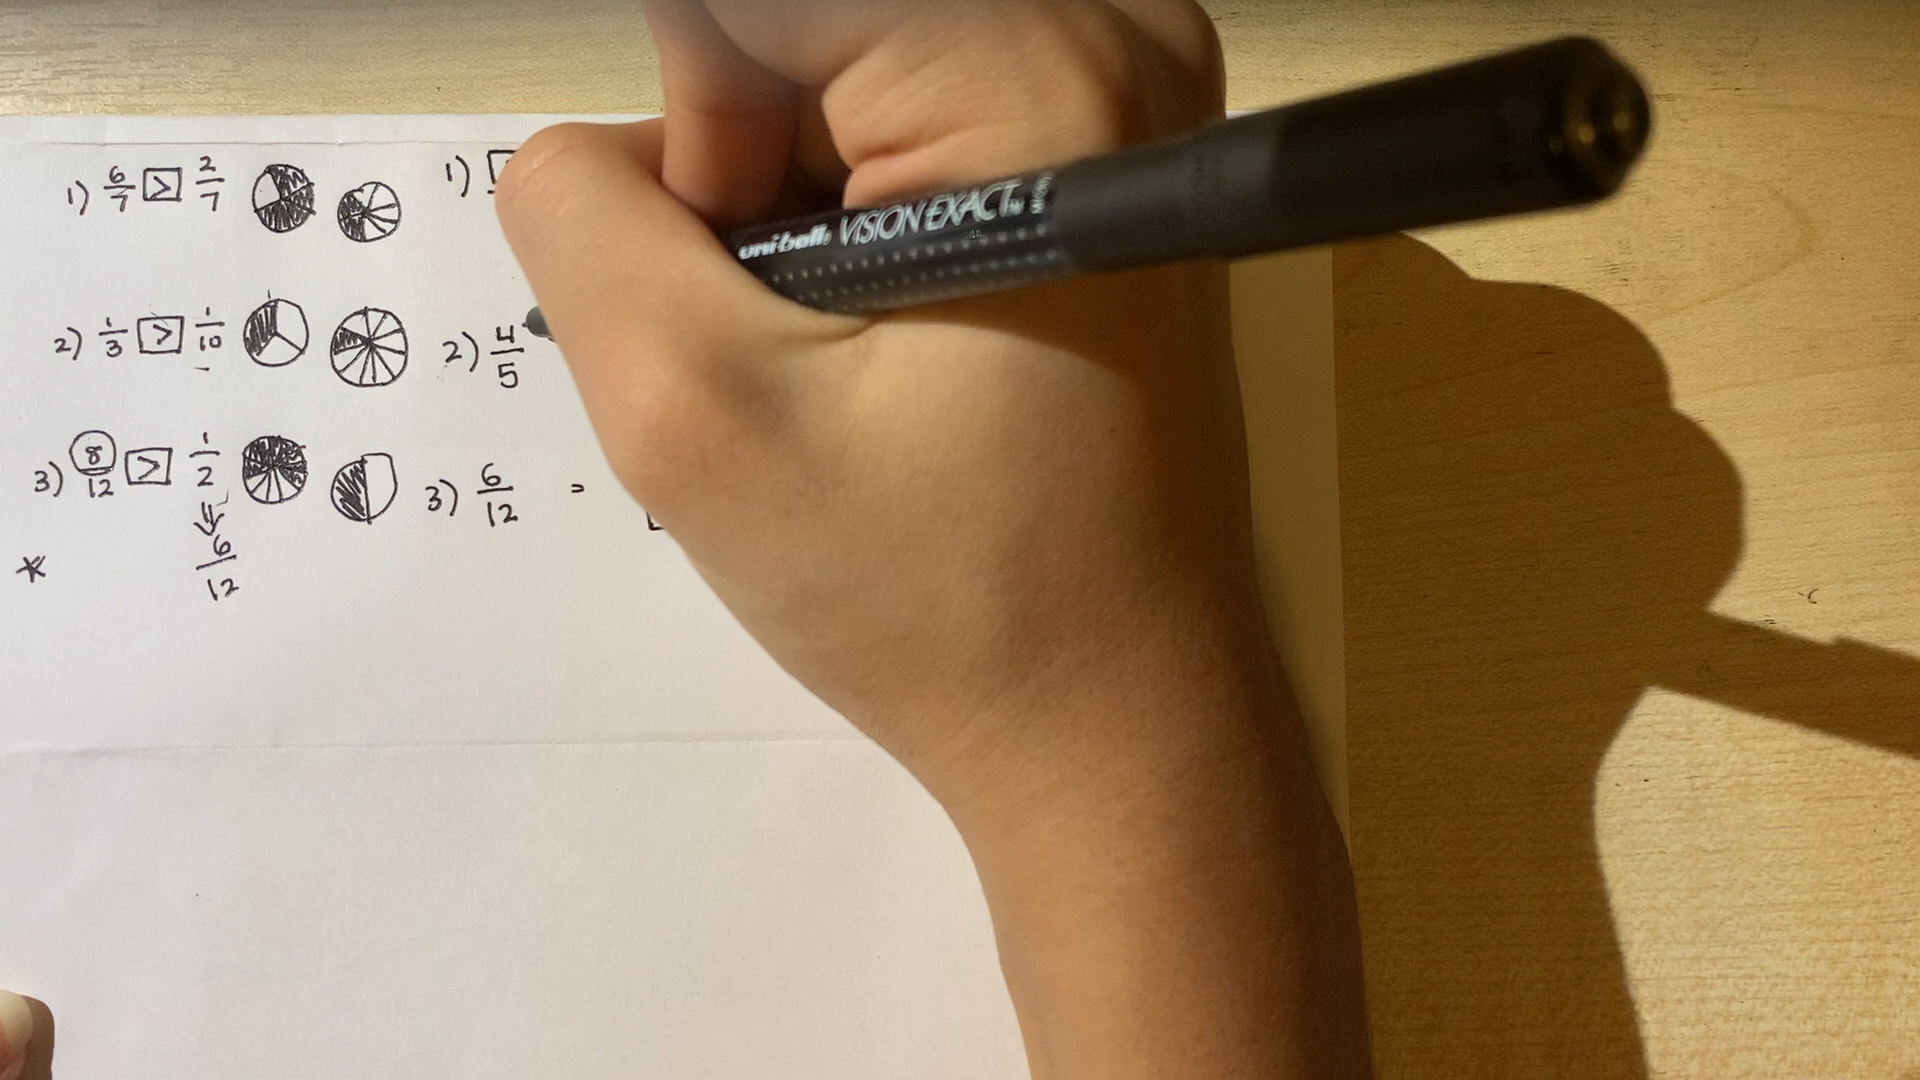 1) 6/7 > 2/7
2) 1/3 > 1/10
3) 8/12 > 1/2
6/12
*
1)
2) 4/5
3) 6/12 =
uni-ball VISION EXACT